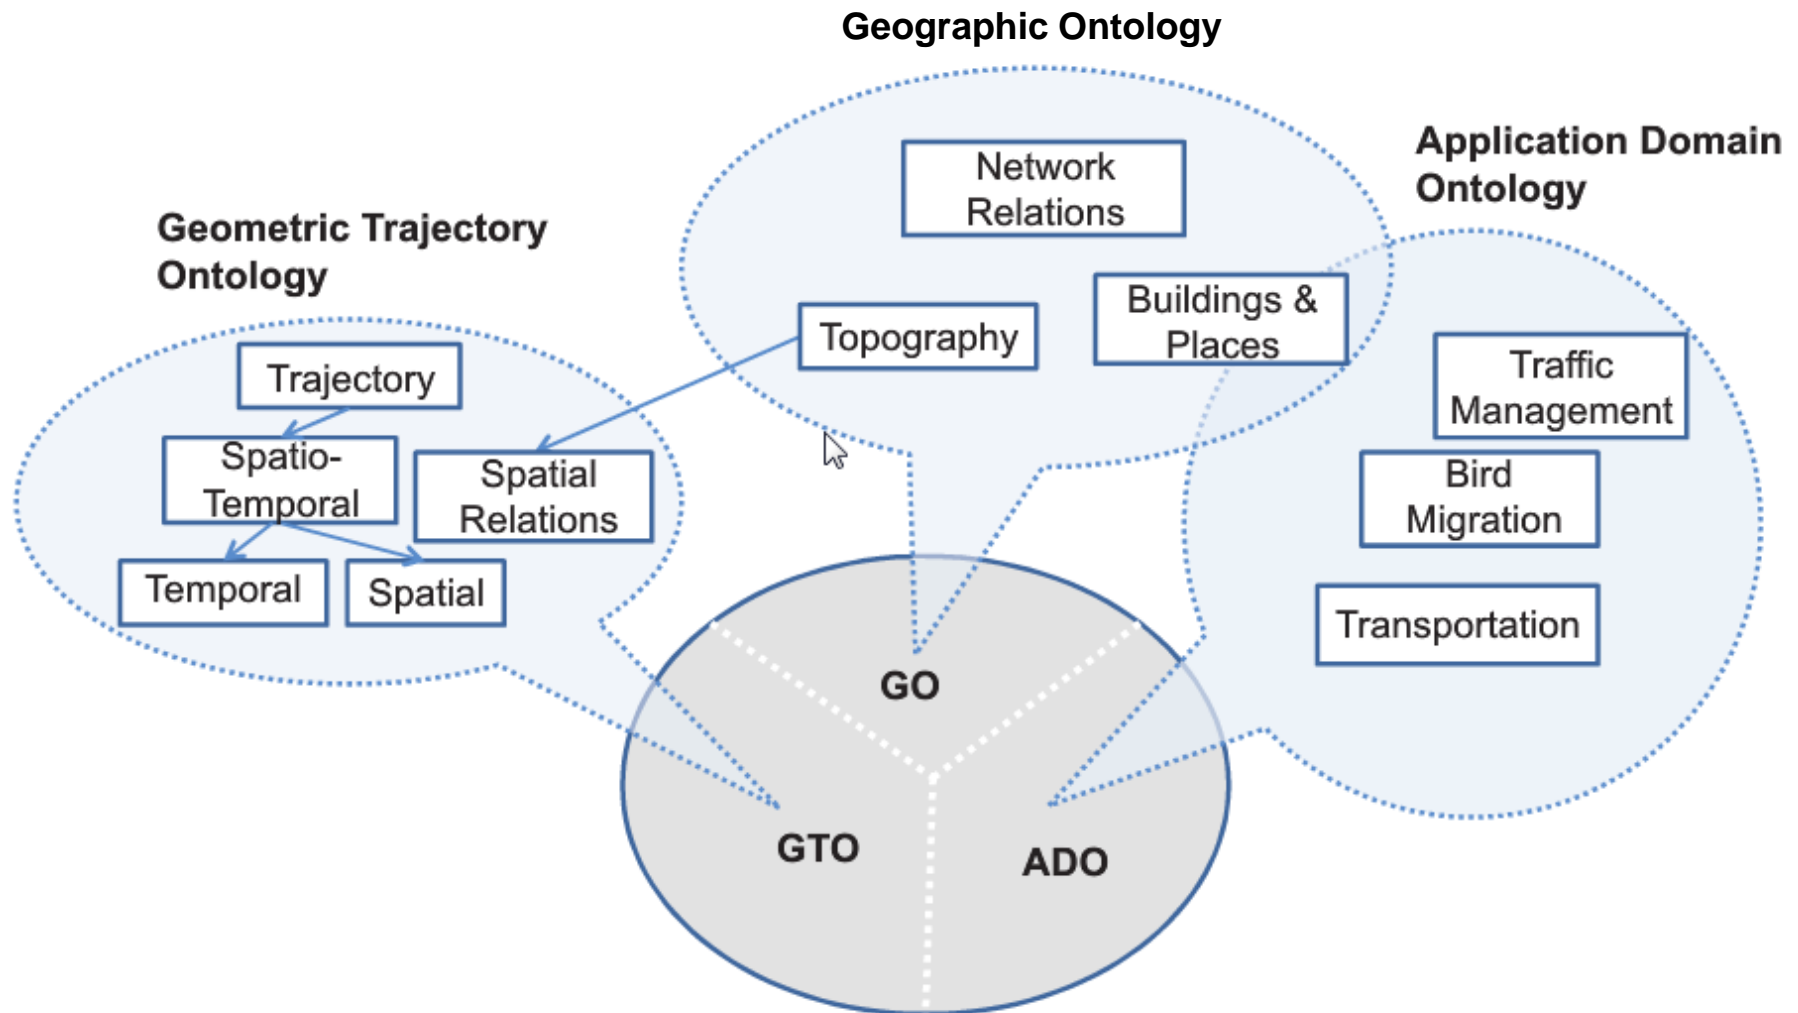 Geographic Ontology
Network
Relations
Application Domain
Ontology
Geometric Trajectory
Ontology
Buildings &
Places
Topography
Traffic
Management
Trajectory
Spatio-
Temporal
Spatial
Relations
Bird
Migration
Temporal
Spatial
Transportation
GO
GTO
ADO